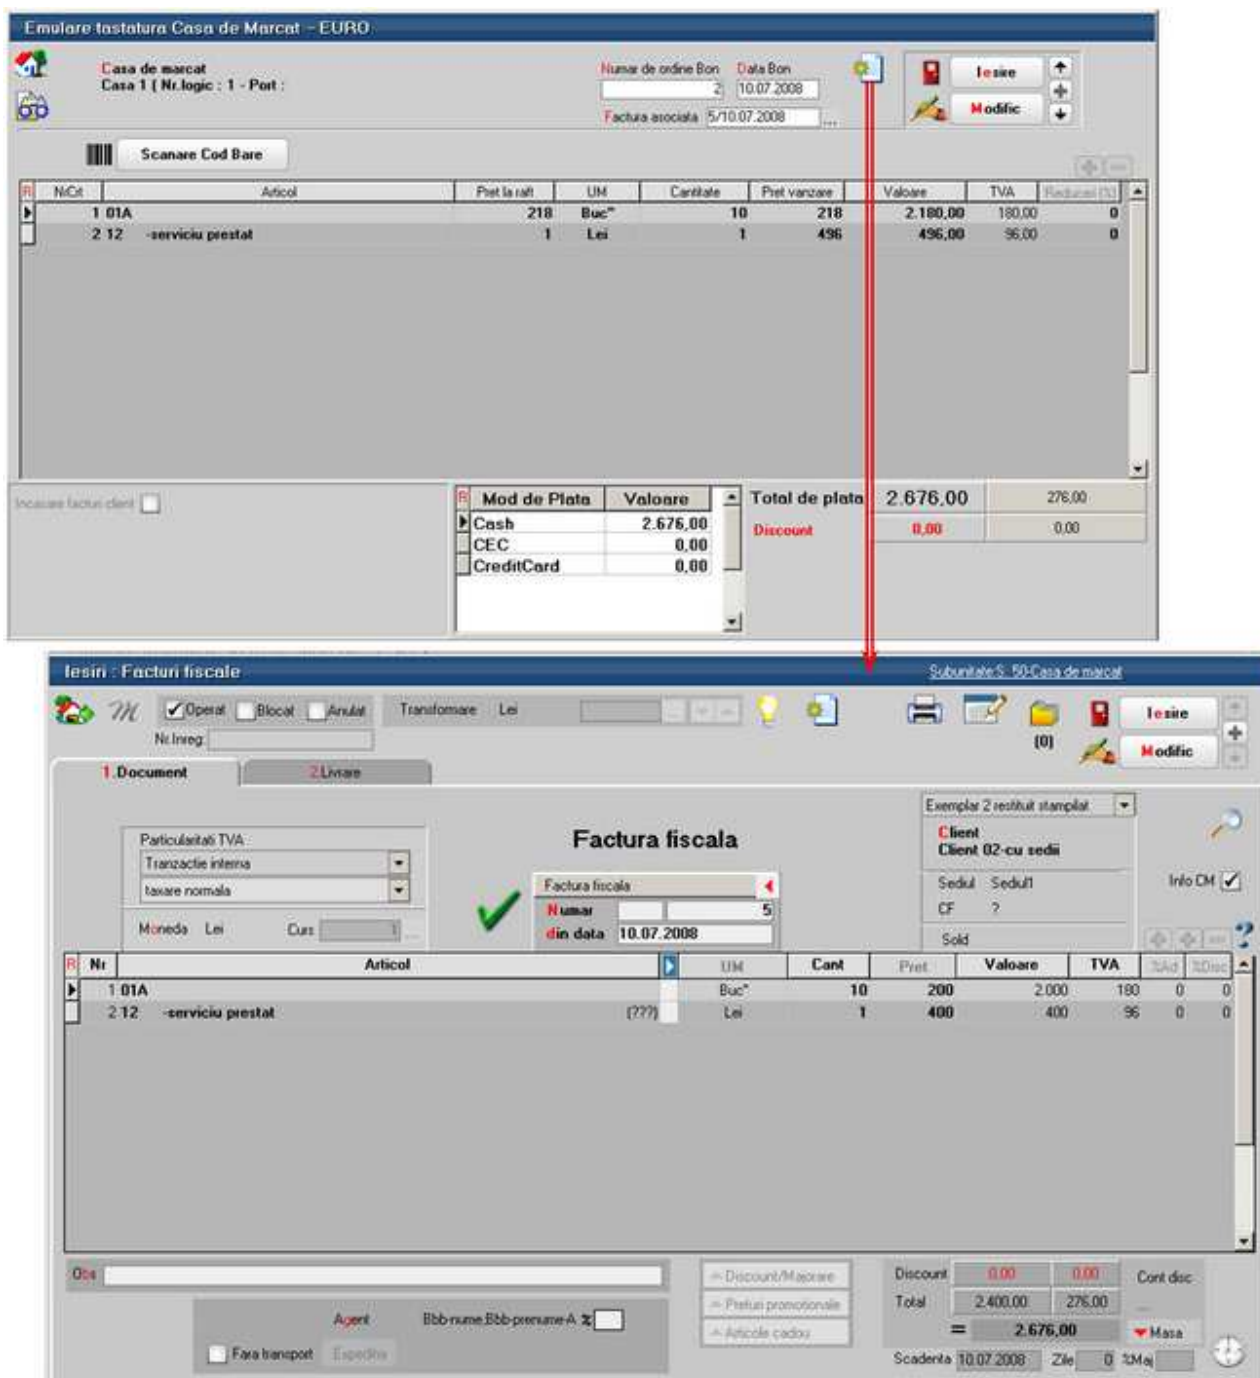 Emulare tastatura Casa de Marcat - EURO
Casa de marcat
Casa 1 ( Nr.logic : 1 - Port :
Numar de ordine Bon Data Bon
2 10.07.2008
Factura asociata 5/10.07.2008 ...
Iesire
Modific
Scanare Cod Bare
R NrCrt Articol Pret la raft UM Cantitate Pret vanzare Valoare TVA Reduceri (%)
1 01A 218 Buc" 10 218 2.180,00 180,00 0
2 12 -serviciu prestat 1 Lei 1 496 496,00 96,00 0
Incasare facturi client
R Mod de Plata Valoare
Cash 2.676,00
CEC 0,00
CreditCard 0,00
Total de plata 2.676,00 276,00
Discount 0,00 0,00
Iesiri : Facturi fiscale
Subunitate:S_50-Casa de marcat
Operat Blocat Anulat Transformare Lei
Nr.Inreg:
(0)
Iesire
Modific
1.Document 2.Livrare
Particularitati TVA
Tranzactie interna
taxare normala
Moneda Lei Curs 1 ...
Factura fiscala
Factura fiscala
Numar 5
din data 10.07.2008
Exemplar 2 restituit stampilat
Client
Client 02-cu sedii
Sediul Sediul1
CF ?
Sold
Info CM
R Nr Articol UM Cant Pret Valoare TVA %Ad %Disc
1 01A Buc" 10 200 2.000 180 0 0
2 12 -serviciu prestat (???) Lei 1 400 400 96 0 0
Obs
Agent Bbb-nume.Bbb-prenume-A %
Fara transport Expeditia
Discount/Majorare
Preturi promotionale
Articole cadou
Discount 0,00 0,00 Cont disc
Total 2.400,00 276,00 ...
= 2.676,00 Masa
Scadenta 10.07.2008 Zile 0 %Maj